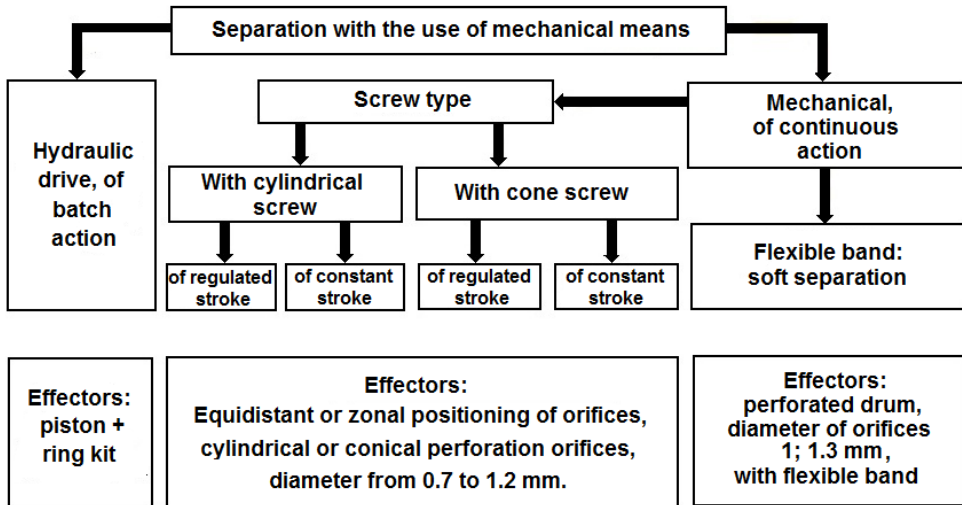 Separation with the use of mechanical means
Hydraulic
drive, of
batch
action
Screw type
Mechanical,
of continuous
action
With cylindrical
screw
With cone screw
of regulated
stroke
of constant
stroke
of regulated
stroke
of constant
stroke
Flexible band:
soft separation
Effectors:
piston +
ring kit
Effectors:
Equidistant or zonal positioning of orifices,
cylindrical or conical perforation orifices,
diameter from 0.7 to 1.2 mm.
Effectors:
perforated drum,
diameter of orifices
1; 1.3 mm,
with flexible band